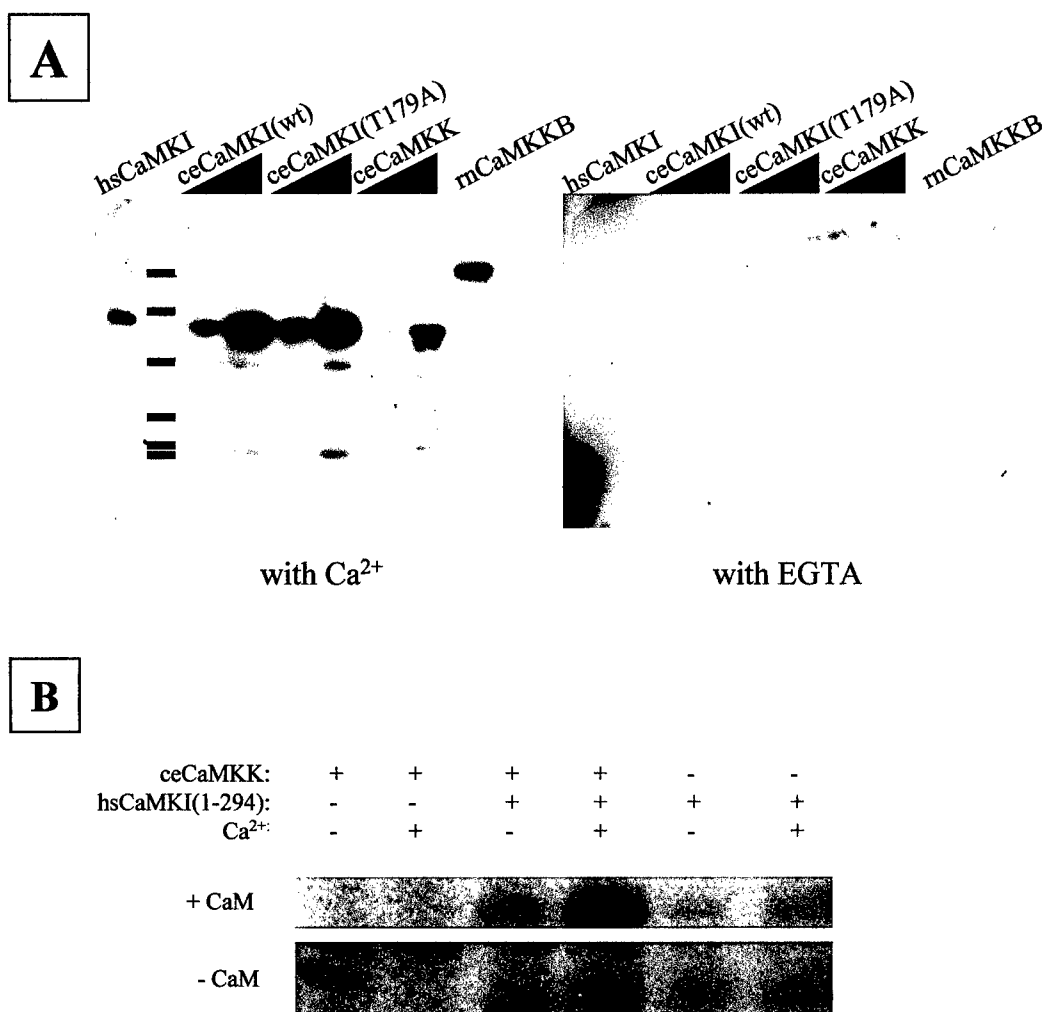 A
hsCaMKI ceCaMKI(wt) ceCaMKI(T179A) ceCaMKK rnCaMKKB hsCaMKI ceCaMKI(wt) ceCaMKI(T179A) ceCaMKK rnCaMKKB
with Ca²⁺ with EGTA
B
ceCaMKK: + + + + - -
hsCaMKI(1-294): - - + + + +
Ca²⁺: - + - + - +
+ CaM
- CaM